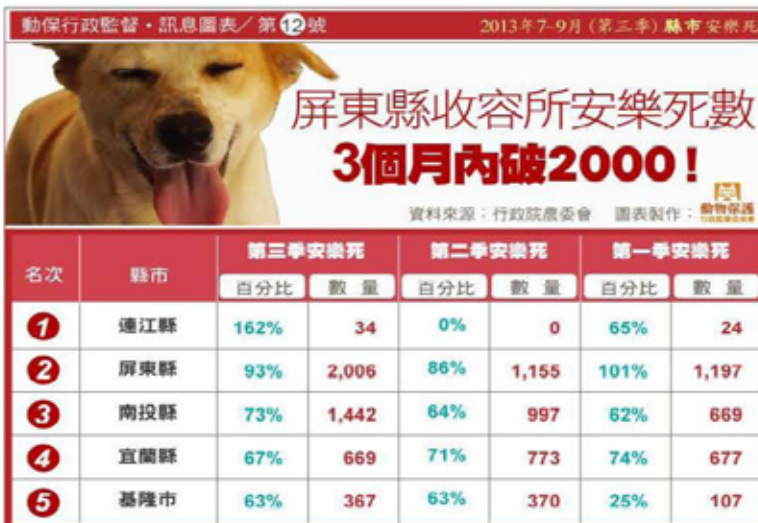 動保行政監督・訊息圖表／第12號 2013年7~9月(第三季)縣市安樂死
屏東縣收容所安樂死數
3個月內破2000！
資料來源：行政院農委會 圖表製作：動物保護
名次 縣市 第三季安樂死 第二季安樂死 第一季安樂死
百分比 數量 百分比 數量 百分比 數量
1 連江縣 162% 34 0% 0 65% 24
2 屏東縣 93% 2,006 86% 1,155 101% 1,197
3 南投縣 73% 1,442 64% 997 62% 669
4 宜蘭縣 67% 669 71% 773 74% 677
5 基隆市 63% 367 63% 370 25% 107